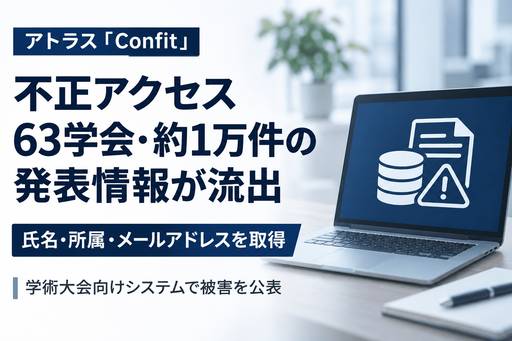 アトラス「Confit」
不正アクセス
63学会・約1万件の
発表情報が流出
氏名・所属・メールアドレスを取得
学術大会向けシステムで被害を公表